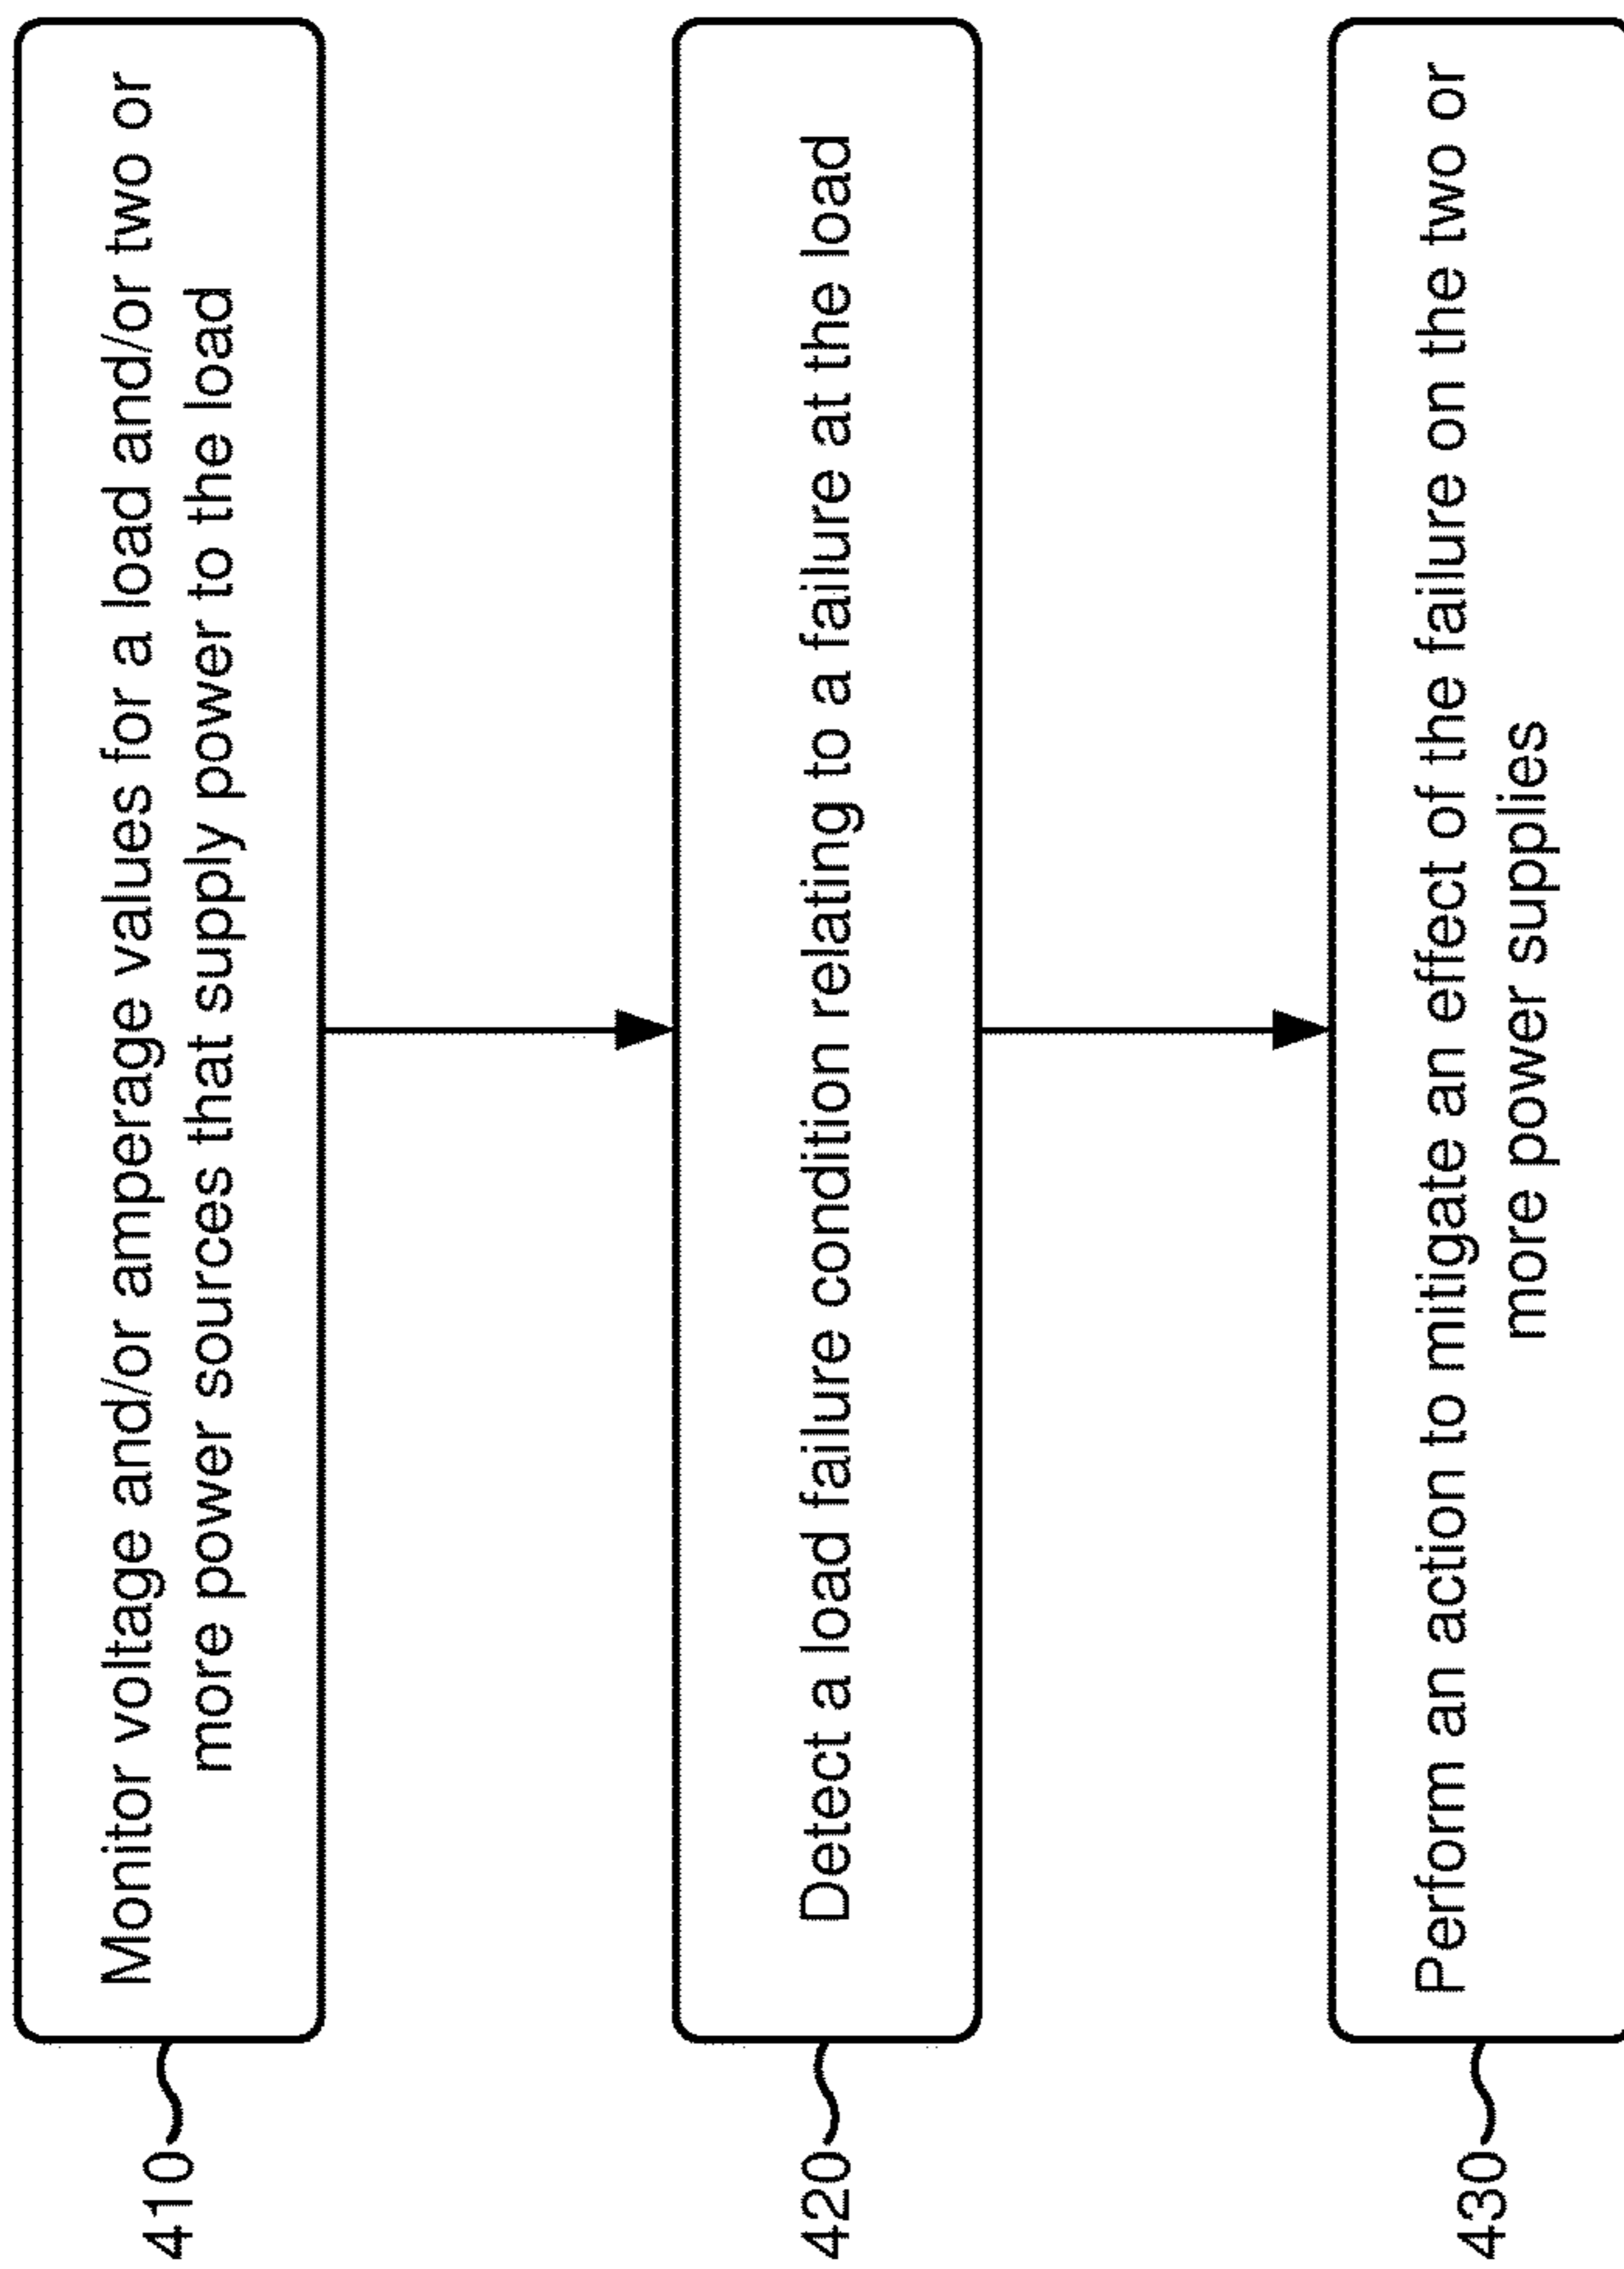 410
Monitor voltage and/or amperage values for a load and/or two or
more power sources that supply power to the load
420
Detect a load failure condition relating to a failure at the load
430
Perform an action to mitigate an effect of the failure on the two or
more power supplies